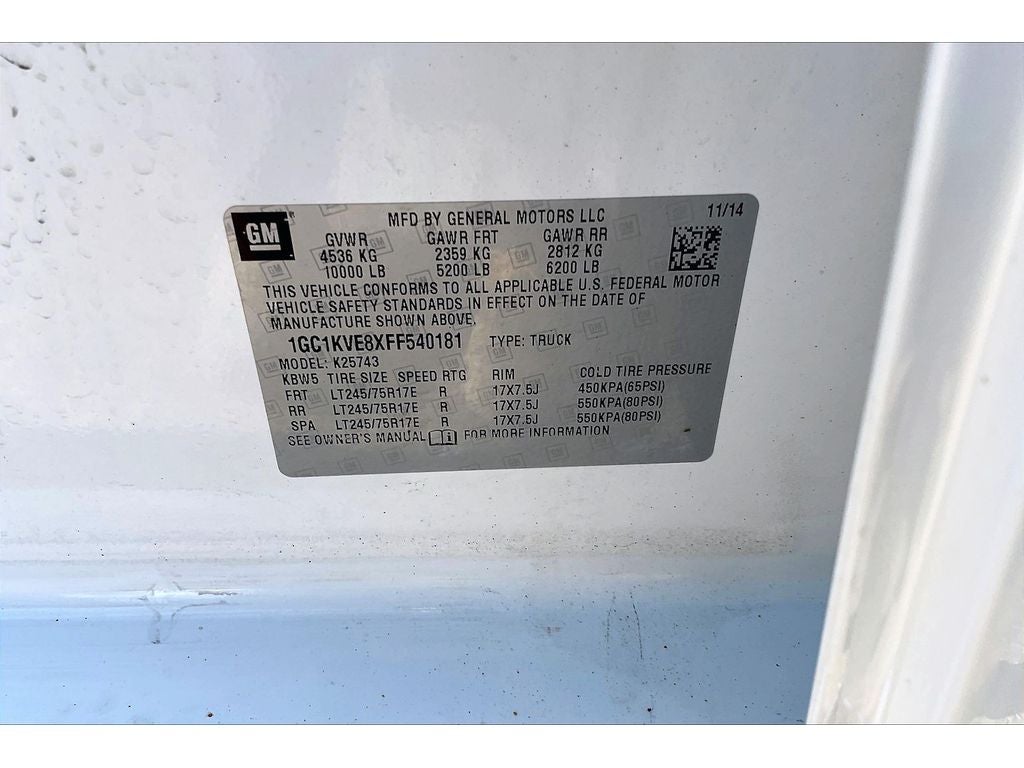 GM
MFD BY GENERAL MOTORS LLC 11/14
GVWR GAWR FRT GAWR RR
4536 KG 2359 KG 2812 KG
10000 LB 5200 LB 6200 LB
THIS VEHICLE CONFORMS TO ALL APPLICABLE U.S. FEDERAL MOTOR
VEHICLE SAFETY STANDARDS IN EFFECT ON THE DATE OF
MANUFACTURE SHOWN ABOVE.
1GC1KVE8XFF540181 TYPE: TRUCK
MODEL: K25743
KBW5 TIRE SIZE SPEED RTG RIM COLD TIRE PRESSURE
FRT LT245/75R17E R 17X7.5J 450KPA(65PSI)
RR LT245/75R17E R 17X7.5J 550KPA(80PSI)
SPA LT245/75R17E R 17X7.5J 550KPA(80PSI)
SEE OWNER'S MANUAL i FOR MORE INFORMATION